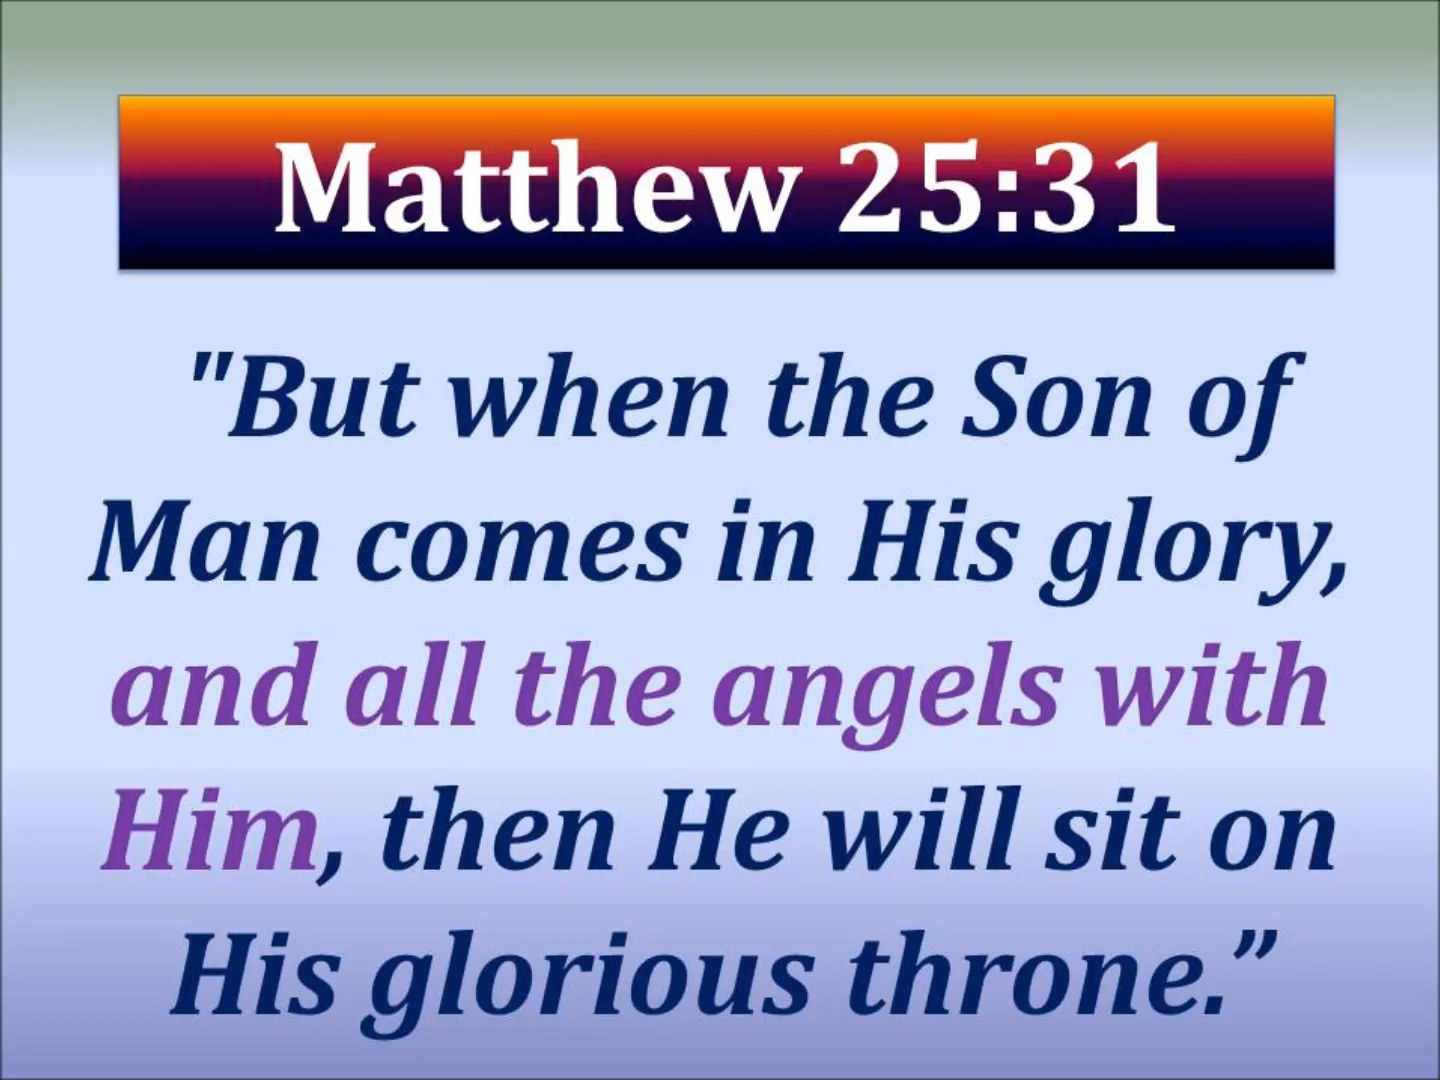 Matthew 25:31
"But when the Son of
Man comes in His glory,
and all the angels with
Him, then He will sit on
His glorious throne.”